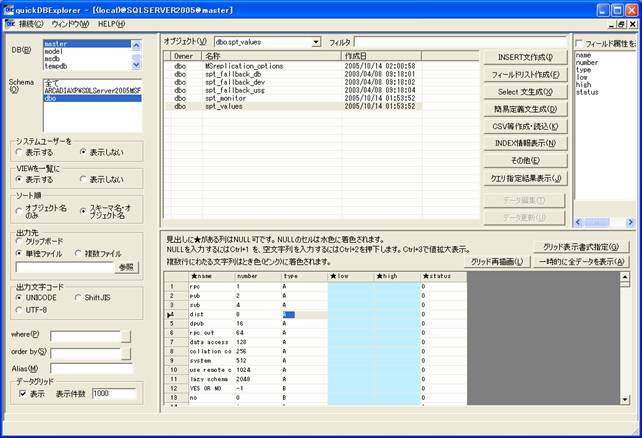 quickDBExplorer - [(local)@SQLSERVER2005@master]
接続(C) ウィンドウ(W) HELP(H)
DB(B)
master
model
msdb
tempdb
Schema
(O)
全て
ARCADIAXP¥SQLServer2005MSF
dbo
システムユーザーを
表示する 表示しない
VIEWを一覧に
表示する 表示しない
ソート順
オブジェクト名のみ
スキーマ名・オブジェクト名
出力先
クリップボード
単独ファイル 複数ファイル
参照
出力文字コード
UNICODE ShiftJIS
UTF-8
where(P)
order by(S)
Alias(M)
データグリッド
表示 表示件数 1000
オブジェクト(V) dbo.spt_values フィルタ
Owner 名称 作成日
dbo MSreplication_options 2005/10/14 02:00:58
dbo spt_fallback_db 2003/04/08 09:18:01
dbo spt_fallback_dev 2003/04/08 09:18:02
dbo spt_fallback_usg 2003/04/08 09:18:04
dbo spt_monitor 2005/10/14 01:53:52
dbo spt_values 2005/10/14 01:53:52
INSERT文作成(I)
フィールドリスト作成(F)
Select 文生成(X)
簡易定義文生成(D)
CSV等作成・読込(K)
INDEX情報表示(N)
その他(E)
クエリ指定結果表示(J)
データ編集(T)
データ更新(U)
フィールド属性を
name
number
type
low
high
status
見出しに★がある列はNULL可です。NULLのセルは水色に着色されます。
NULLを入力するにはCtrl+1 を、空文字列を入力するにはCtrl+2を押下します。Ctrl+3で値拡大表示。
複数行にわたる文字列はとき色(ピンク)に着色されます。
グリッド表示書式指定(G)
グリッド再描画(L) 一時的に全データを表示(A)
★name number type ★low ★high ★status
1 rpc 1 A 0
2 pub 2 A 0
3 sub 4 A 0
4 dist 8 A 0
5 dpub 16 A 0
6 rpc out 64 A 0
7 data access 128 A 0
8 collation co 256 A 0
9 system 512 A 0
10 use remote c 1024 A 0
11 lazy schema 2048 A 0
12 YES OR NO -1 B 0
13 no 0 B 0